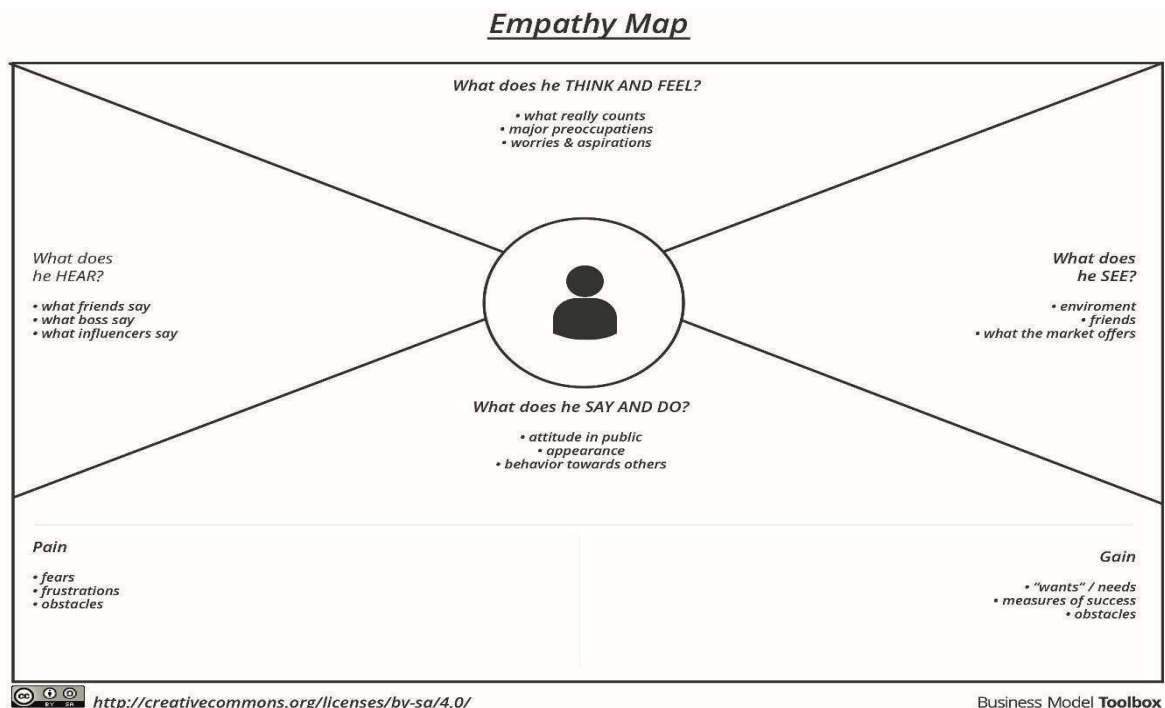 Empathy Map
What does he THINK AND FEEL?
• what really counts
• major preoccupatiens
• worries & aspirations
What does
he HEAR?
• what friends say
• what boss say
• what influencers say
What does
he SEE?
• enviroment
• friends
• what the market offers
What does he SAY AND DO?
• attitude in public
• appearance
• behavior towards others
Pain
• fears
• frustrations
• obstacles
Gain
• “wants” / needs
• measures of success
• obstacles
cc BY SA
http://creativecommons.org/licenses/by-sa/4.0/
Business Model Toolbox